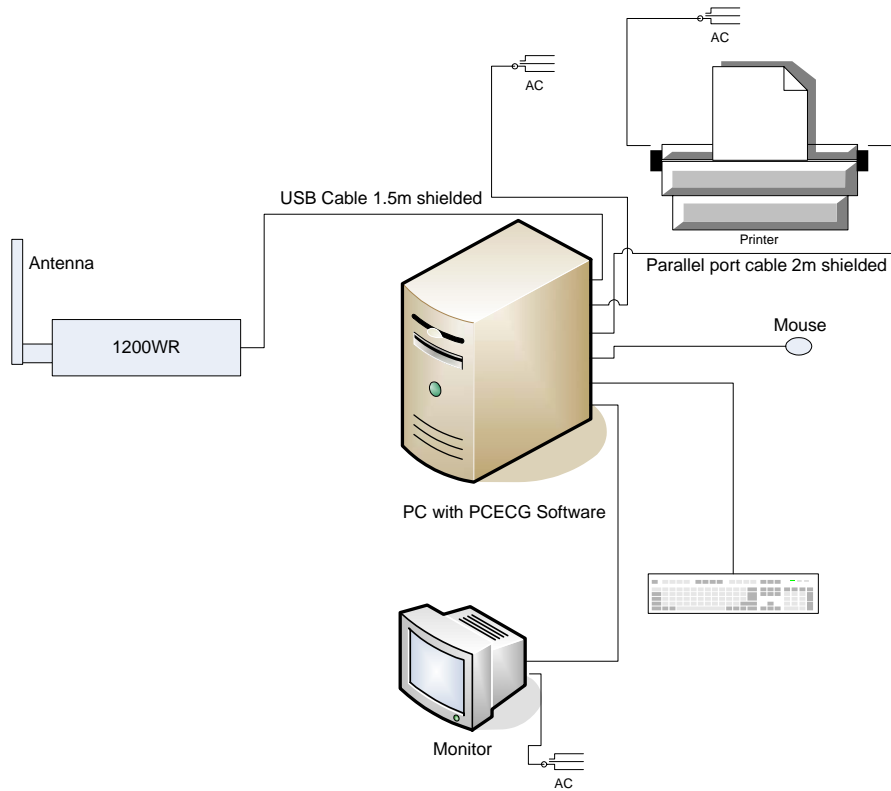 AC
AC
USB Cable 1.5m shielded
Printer
Antenna
Parallel port cable 2m shielded
Mouse
1200WR
PC with PCECG Software
Monitor
AC